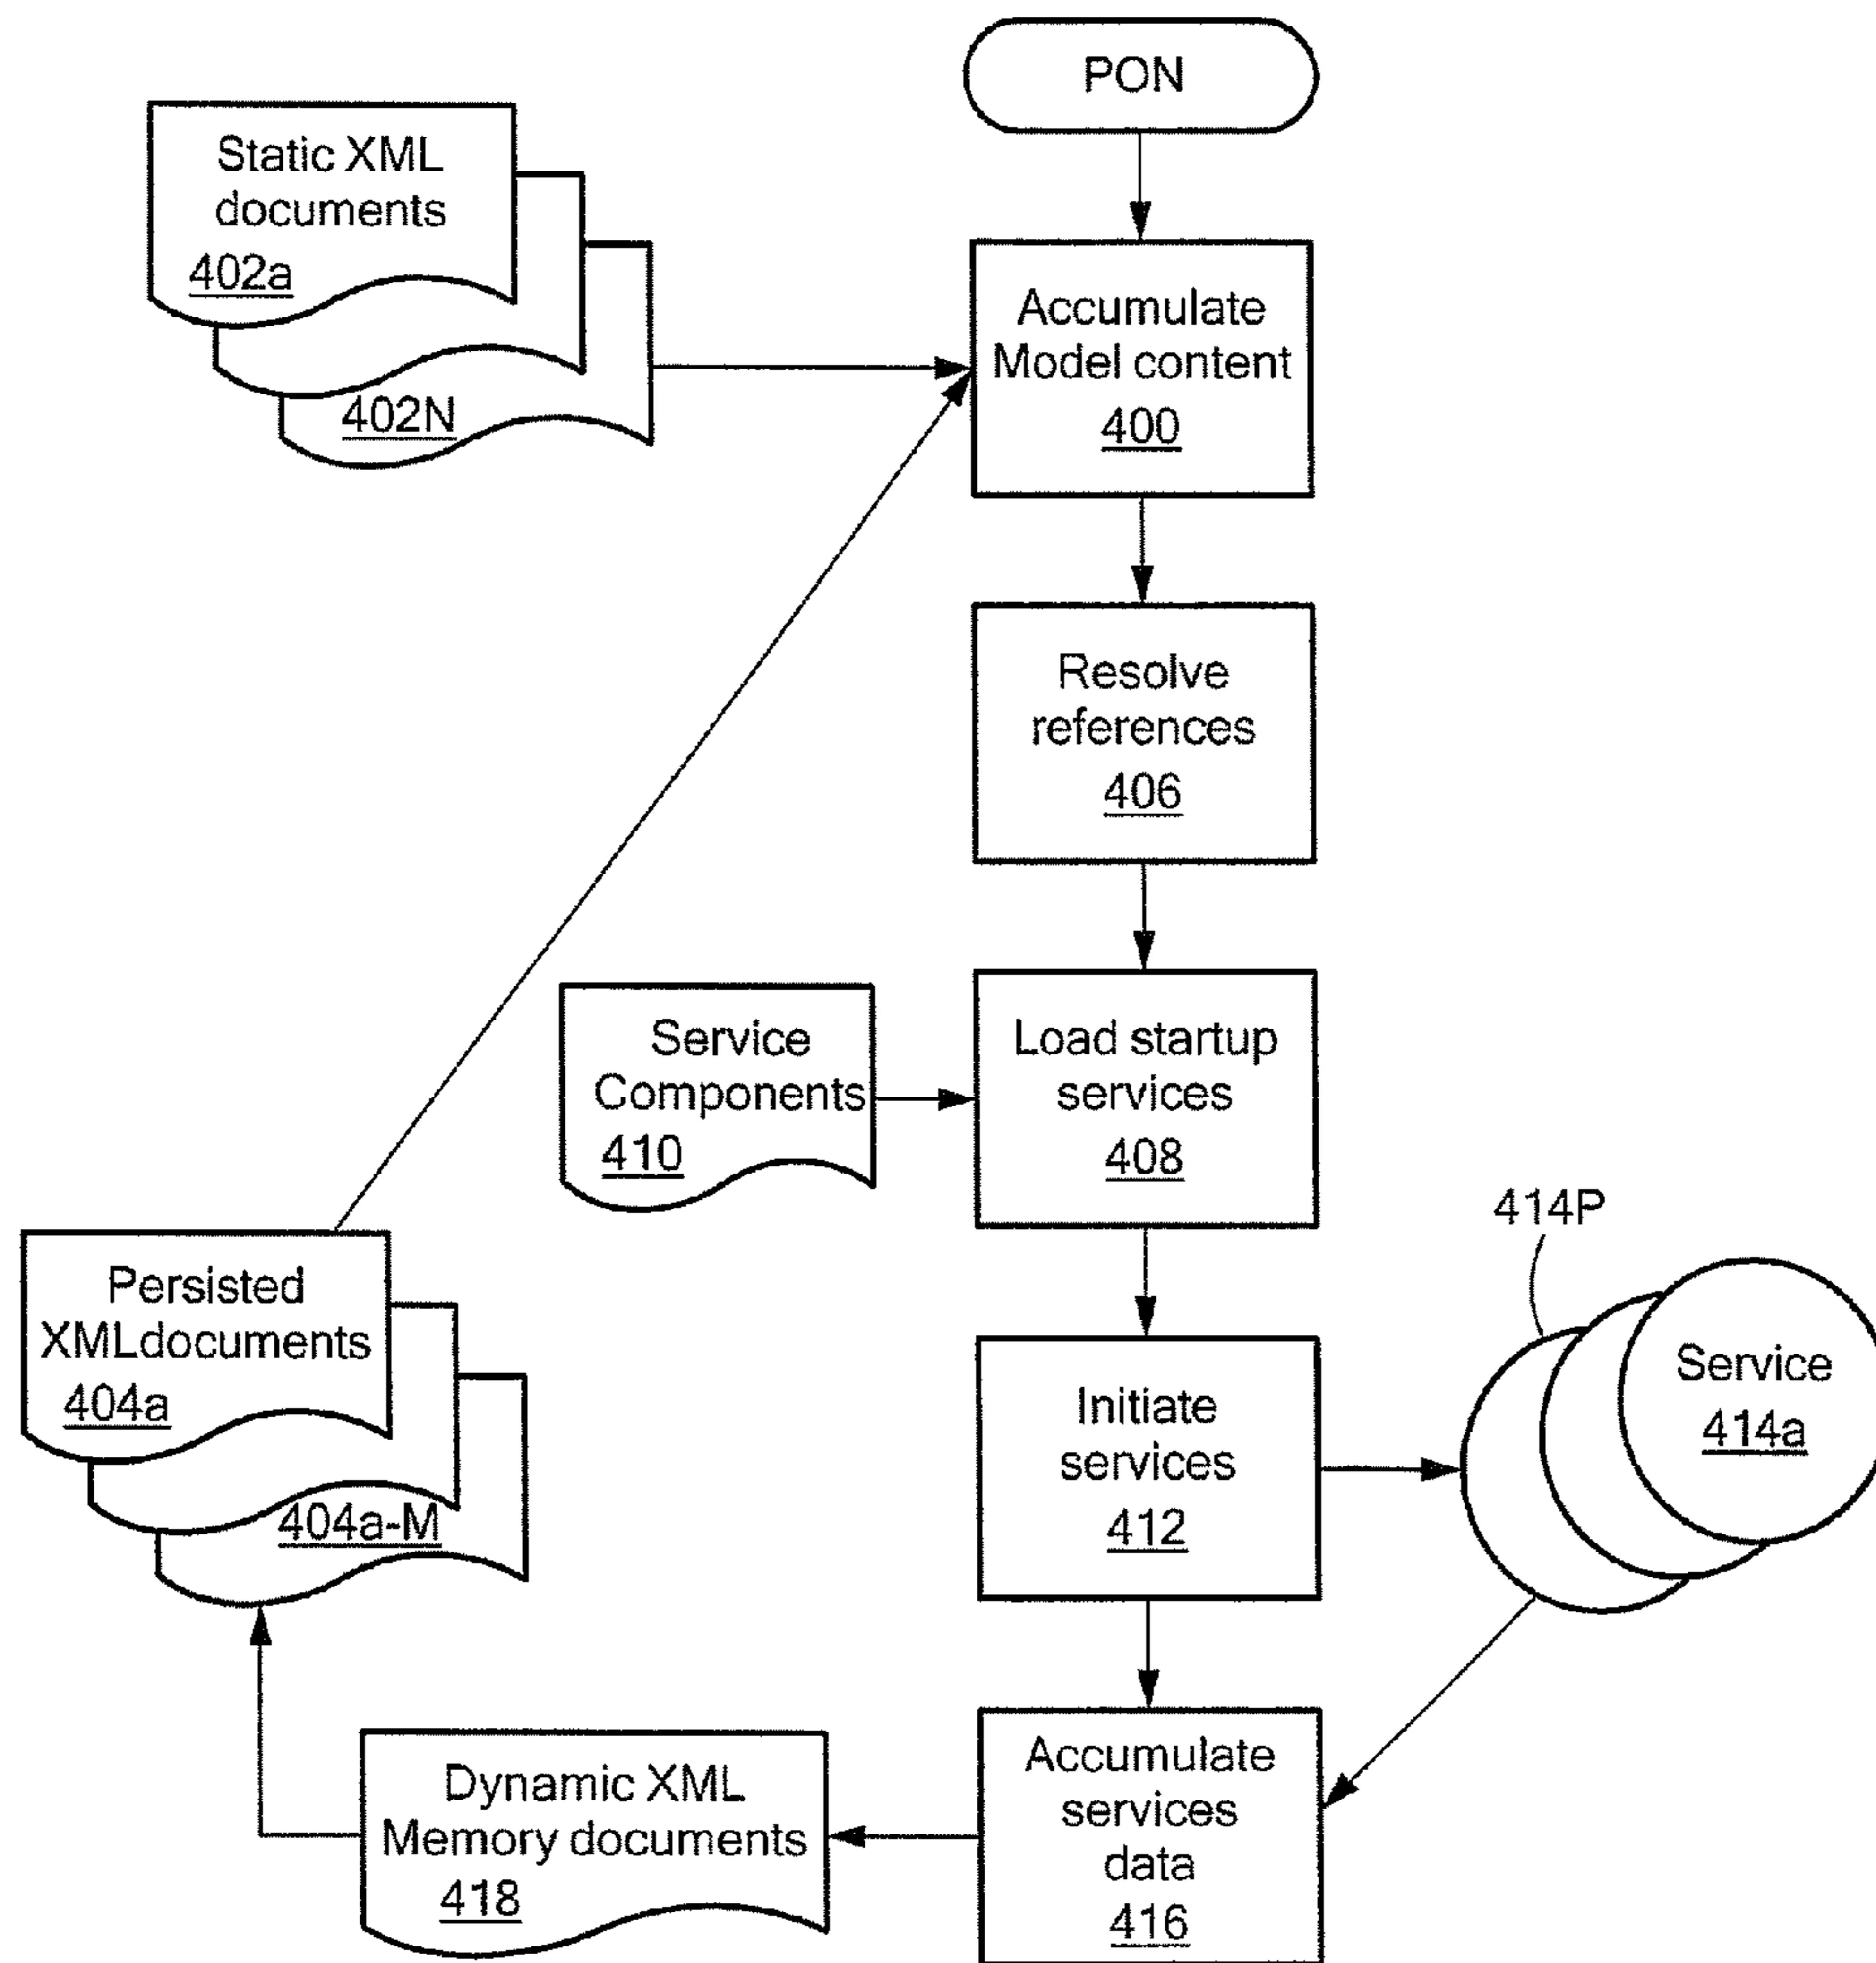 PON
Static XML
documents
402a
402N
Accumulate
Model content
400
Resolve
references
406
Service
Components
410
Load startup
services
408
Persisted
XMLdocuments
404a
404a-M
Initiate
services
412
414P
Service
414a
Dynamic XML
Memory documents
418
Accumulate
services
data
416